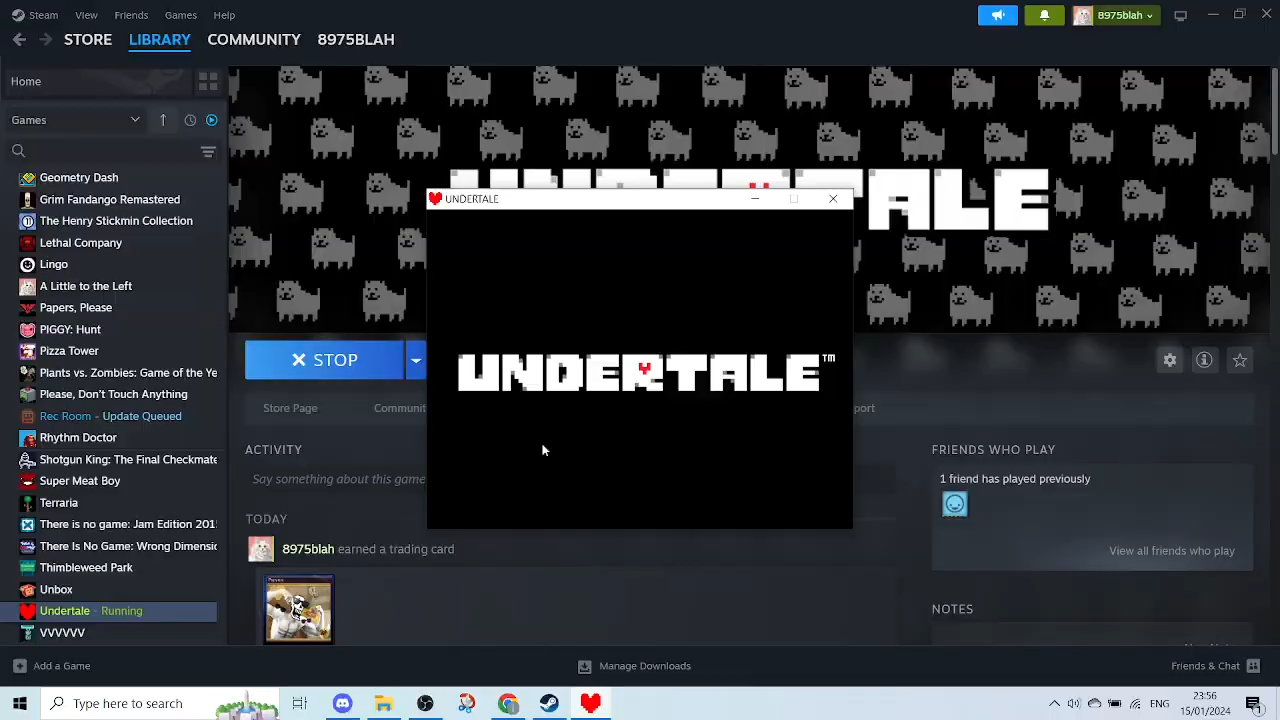 Steam View Friends Games Help
8975blah
STORE LIBRARY COMMUNITY 8975BLAH
Home
Games
Geometry Dash
Grim Fandango Remastered
The Henry Stickmin Collection
Lethal Company
Lingo
A Little to the Left
Papers, Please
PIGGY: Hunt
Pizza Tower
Plants vs. Zombies: Game of the Ye
Please, Don't Touch Anything
Rec Room - Update Queued
Rhythm Doctor
Shotgun King: The Final Checkmate
Super Meat Boy
Terraria
There is no game: Jam Edition 201
There Is No Game: Wrong Dimensio
Thimbleweed Park
Unbox
Undertale - Running
VVVVVV
UNDERTALE
UNDERTALE
UNDERTALE™
STOP
Store Page
Communit
port
ACTIVITY
Say something about this game
TODAY
8975blah earned a trading card
FRIENDS WHO PLAY
1 friend has played previously
View all friends who play
NOTES
Add a Game
Manage Downloads
Friends & Chat
Type here to search
ENG
23:56
15/01/2024